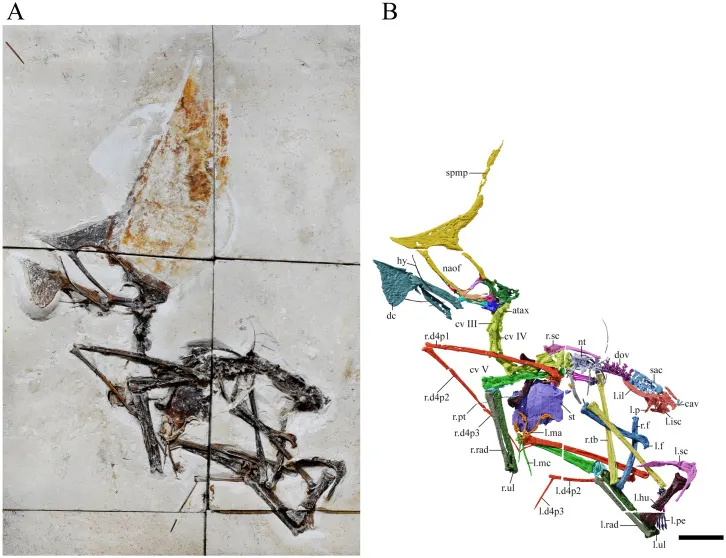 A
B
spmp
hy
naof
dc
atax
cv III
cv IV
r.sc
nt
r.d4p1
dov
sac
cv V
l.il
cav
r.d4p2
l.p
l.isc
r.pt
st
r.f
r.d4p3
l.ma
r.tb
l.f
r.rad
l.mc
l.sc
r.ul
l.d4p2
l.hu
l.d4p3
l.rad
l.pe
l.ul